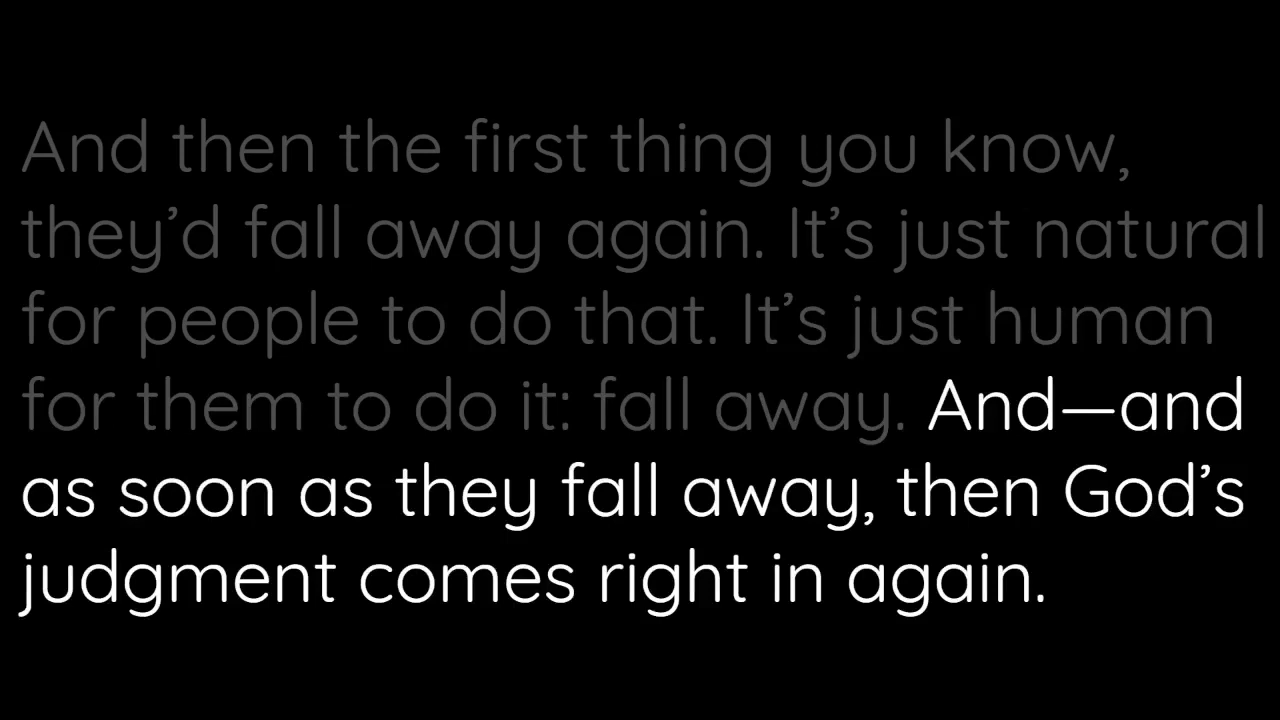 And then the first thing you know,
they’d fall away again. It’s just natural
for people to do that. It’s just human
for them to do it: fall away. And—and
as soon as they fall away, then God’s
judgment comes right in again.